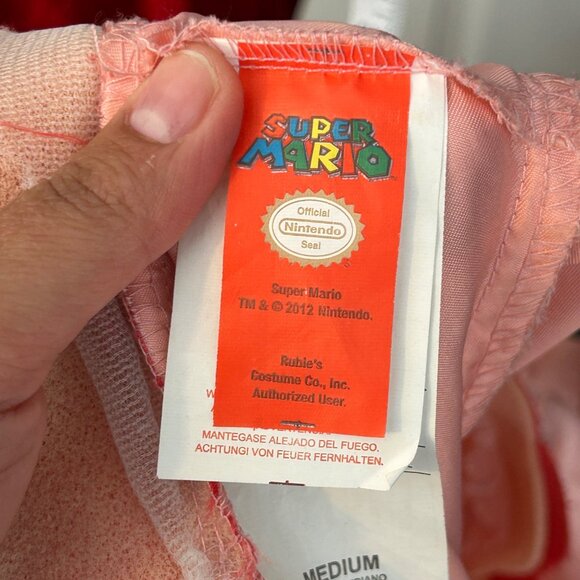 SUPER
MARIO
TM
Official
Nintendo
Seal
Super Mario
TM & © 2012 Nintendo.
Rubie's
Costume Co., Inc.
Authorized User.
MANTEGASE ALEJADO DEL FUEGO.
ACHTUNG! VON FEUER FERNHALTEN.
MEDIUM